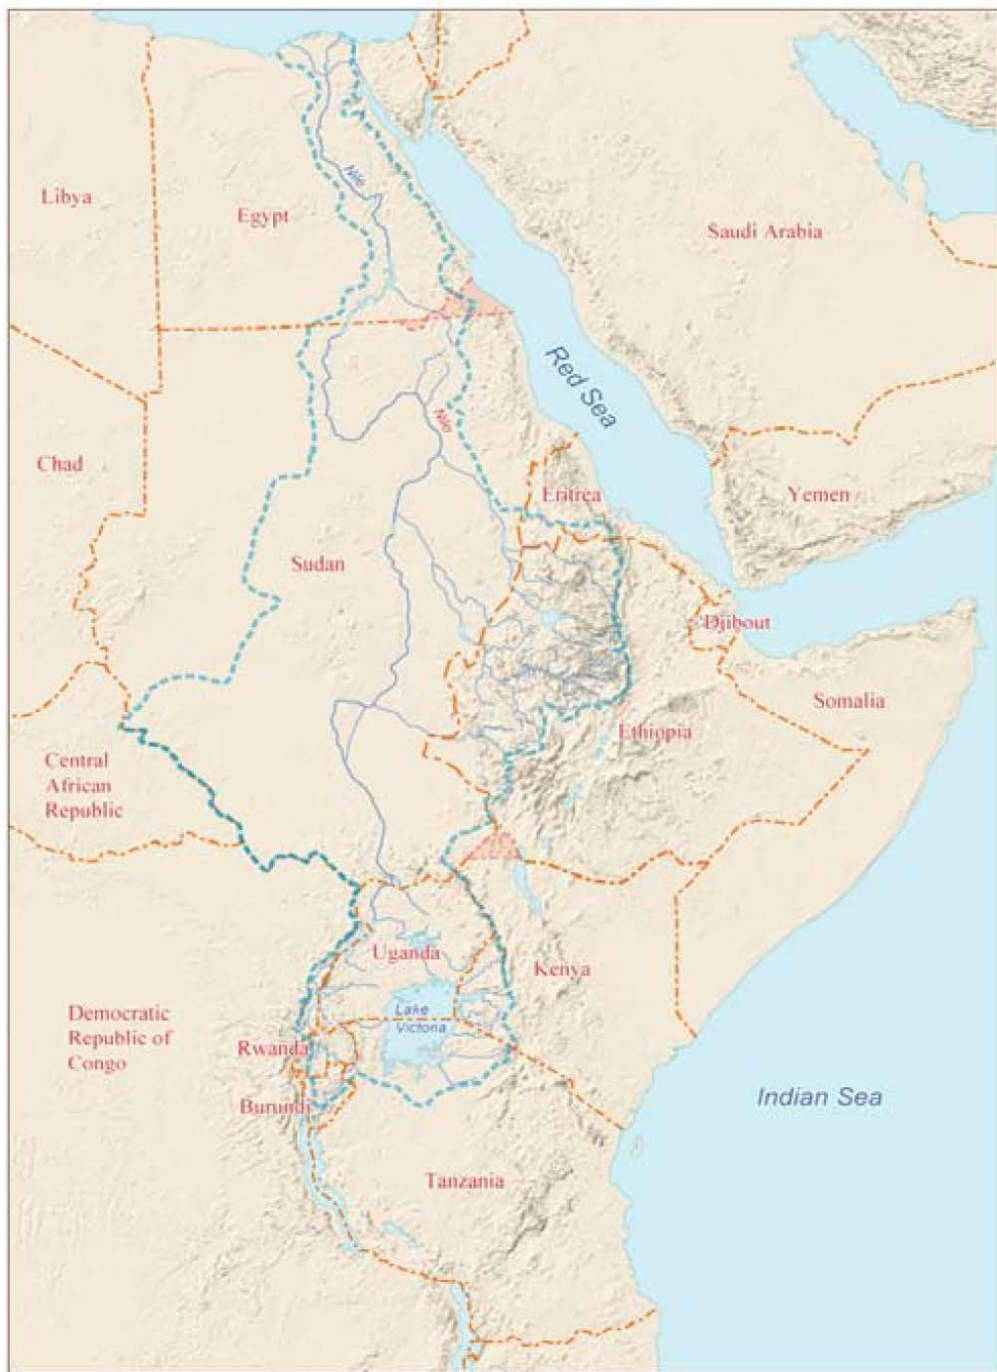 Nile
Libya
Egypt
Saudi Arabia
Red Sea
Nile
Chad
Eritrea
Yemen
Sudan
Djibout
Somalia
Ethiopia
Central
African
Republic
Uganda
Kenya
Lake
Victoria
Democratic
Republic of
Congo
Rwanda
Indian Sea
Burundi
Tanzania